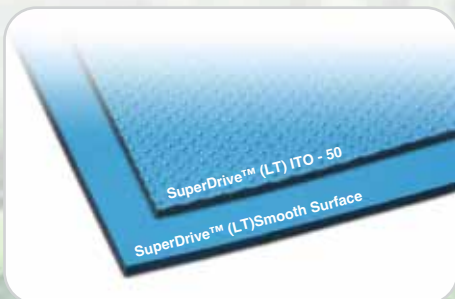 SuperDrive™ (LT) ITO - 50
SuperDrive™ (LT)Smooth Surface